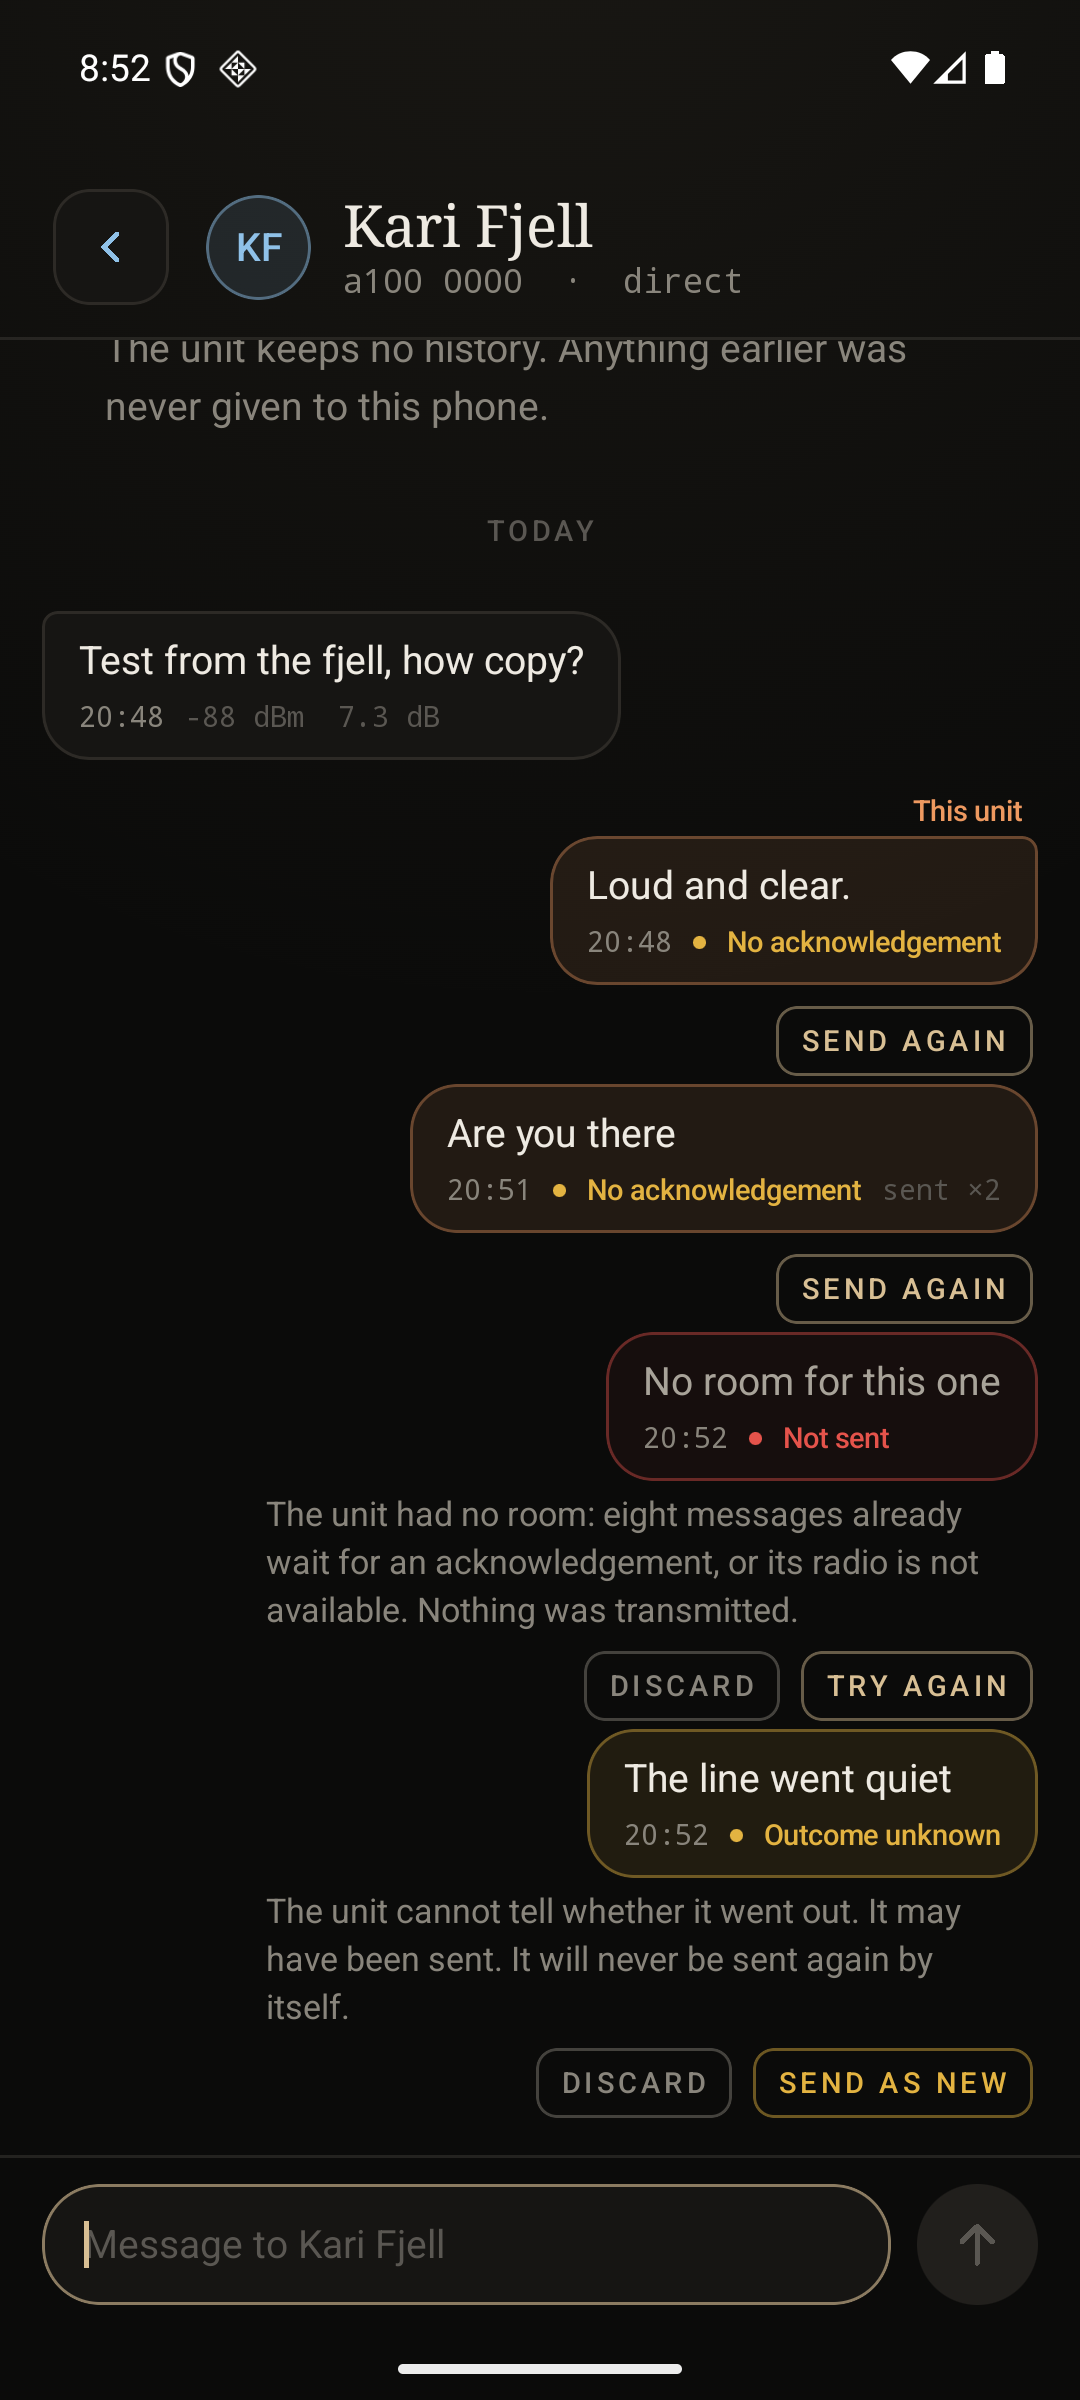 8:52
KF
Kari Fjell
a100 0000 · direct
The unit keeps no history. Anything earlier was
never given to this phone.
TODAY
Test from the fjell, how copy?
20:48 -88 dBm 7.3 dB
This unit
Loud and clear.
20:48 • No acknowledgement
SEND AGAIN
Are you there
20:51 • No acknowledgement sent ×2
SEND AGAIN
No room for this one
20:52 • Not sent
The unit had no room: eight messages already
wait for an acknowledgement, or its radio is not
available. Nothing was transmitted.
DISCARD TRY AGAIN
The line went quiet
20:52 • Outcome unknown
The unit cannot tell whether it went out. It may
have been sent. It will never be sent again by
itself.
DISCARD SEND AS NEW
Message to Kari Fjell